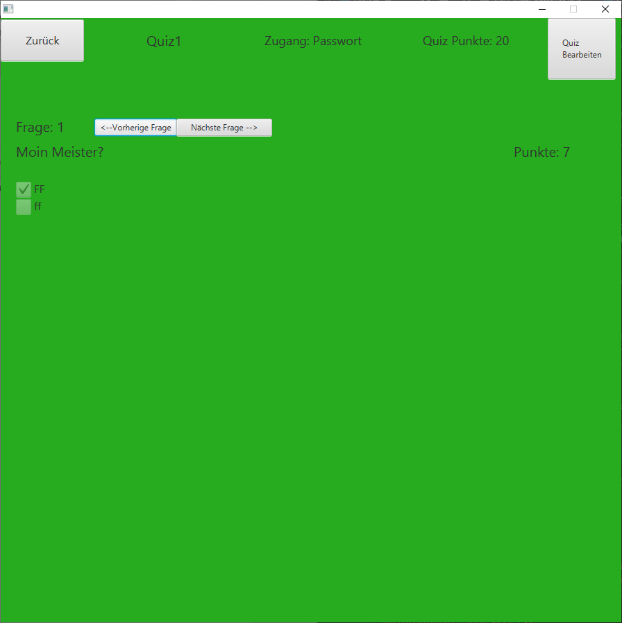 Zurück
Quiz1
Zugang: Passwort
Quiz Punkte: 20
Quiz
Bearbeiten
Frage: 1
<--Vorherige Frage
Nächste Frage -->
Moin Meister?
Punkte: 7
FF
ff